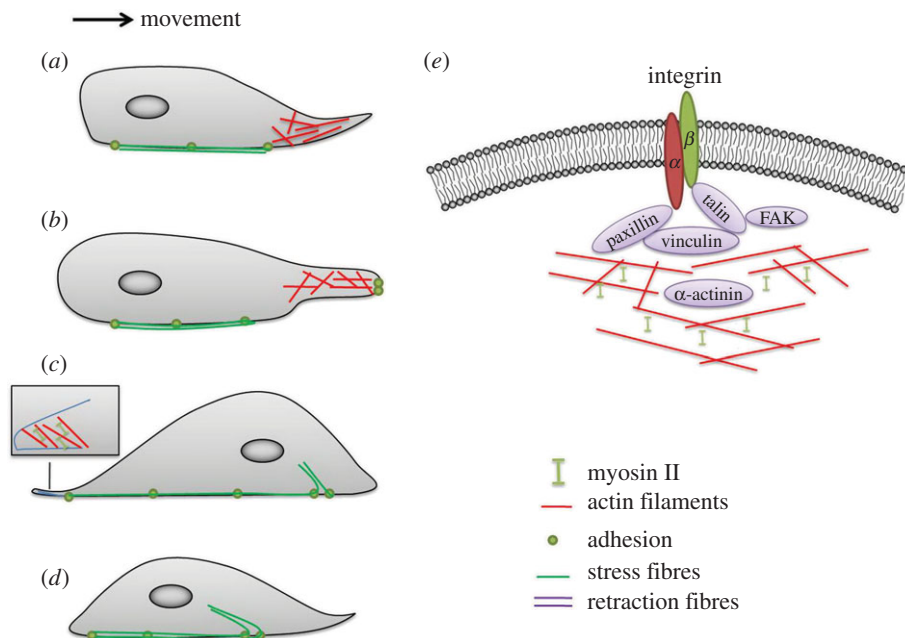 movement
(a)
(b)
(c)
(d)
(e)
integrin
α
β
paxillin
talin
FAK
vinculin
α-actinin
myosin II
actin filaments
adhesion
stress fibres
retraction fibres